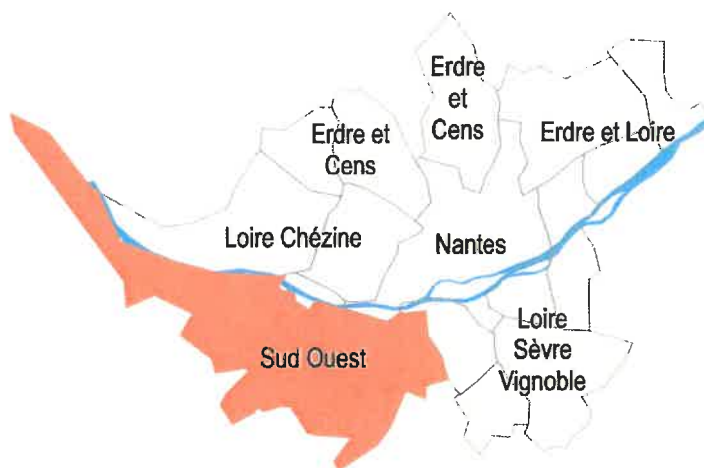 Erdre
et
Cens
Erdre et
Cens
Erdre et Loire
Loire Chézine
Nantes
Loire
Sèvre
Vignoble
Sud Ouest